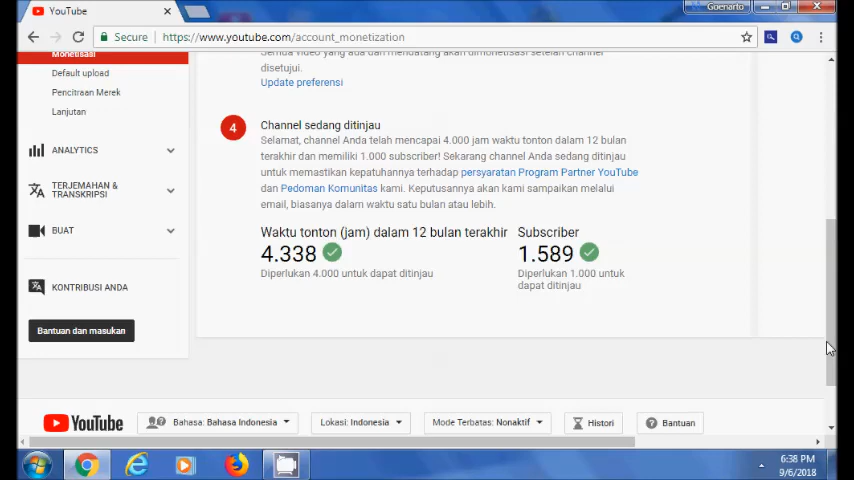 YouTube
Goenarto
Secure
https://www.youtube.com/account_monetization
Monetisasi
Default upload
Pencitraan Merek
Lanjutan
ANALYTICS
TERJEMAHAN &
TRANSKRIPSI
BUAT
KONTRIBUSI ANDA
Bantuan dan masukan
Semua video yang ada dan mendatang akan dimonetisasi setelah channel
disetujui.
Update preferensi
4
Channel sedang ditinjau
Selamat, channel Anda telah mencapai 4.000 jam waktu tonton dalam 12 bulan
terakhir dan memiliki 1.000 subscriber! Sekarang channel Anda sedang ditinjau
untuk memastikan kepatuhannya terhadap persyaratan Program Partner YouTube
dan Pedoman Komunitas kami. Keputusannya akan kami sampaikan melalui
email, biasanya dalam waktu satu bulan atau lebih.
Waktu tonton (jam) dalam 12 bulan terakhir
4.338
Diperlukan 4.000 untuk dapat ditinjau
Subscriber
1.589
Diperlukan 1.000 untuk
dapat ditinjau
YouTube
Bahasa: Bahasa Indonesia
Lokasi: Indonesia
Mode Terbatas: Nonaktif
Histori
Bantuan
6:38 PM
9/6/2018